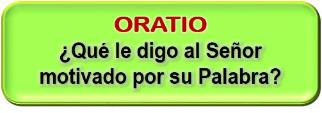 ORATIO
¿Qué le digo al Señor
motivado por su Palabra?